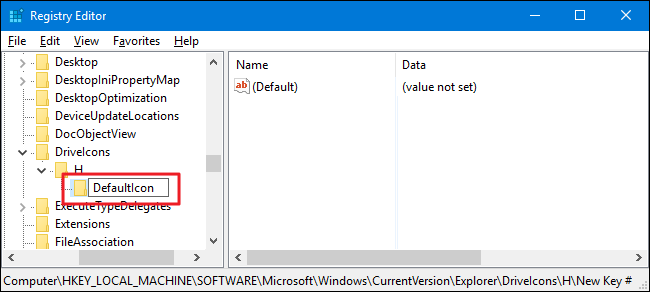 Registry Editor
File Edit View Favorites Help
Desktop
DesktopIniPropertyMap
DesktopOptimization
DeviceUpdateLocations
DocObjectView
DriveIcons
H
DefaultIcon
ExecuteTypeDelegates
Extensions
FileAssociation
Name Data
ab (Default) (value not set)
Computer\HKEY_LOCAL_MACHINE\SOFTWARE\Microsoft\Windows\CurrentVersion\Explorer\DriveIcons\H\New Key #